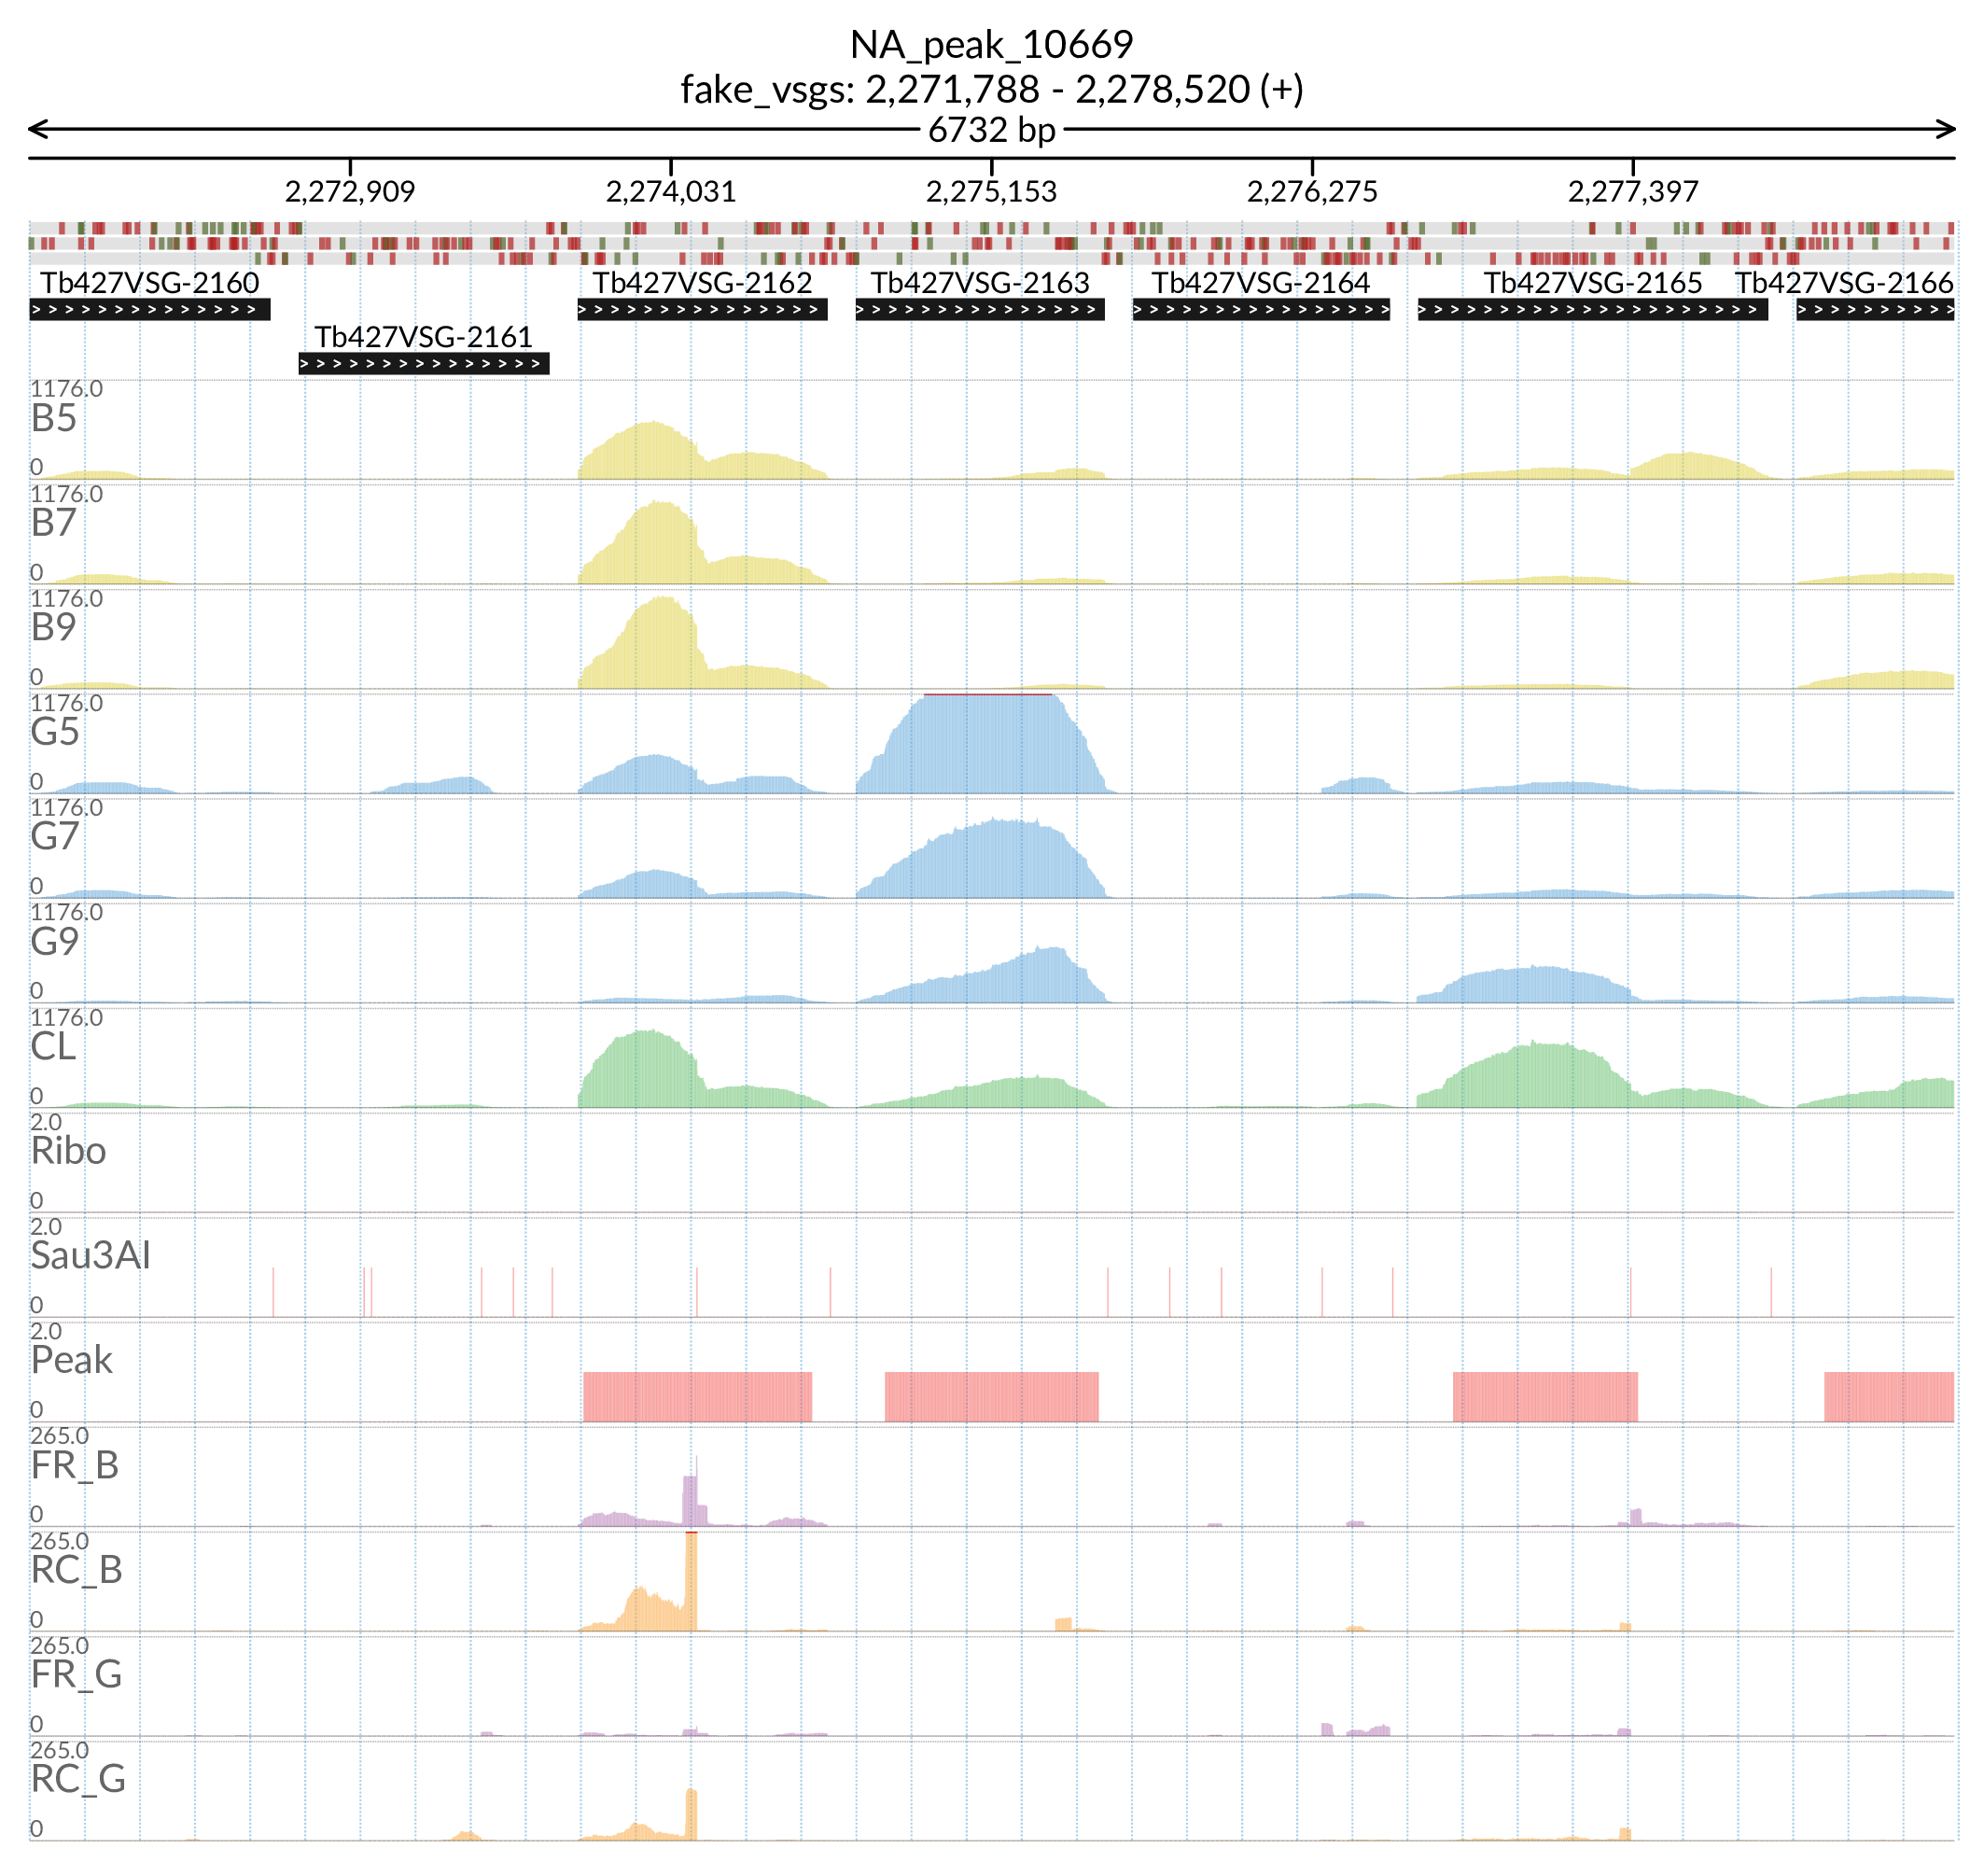 NA_peak_10669
fake_vsgs: 2,271,788 - 2,278,520 (+)
6732 bp
2,272,909 2,274,031 2,275,153 2,276,275 2,277,397
Tb427VSG-2160 Tb427VSG-2162 Tb427VSG-2163 Tb427VSG-2164 Tb427VSG-2165 Tb427VSG-2166
Tb427VSG-2161
1176.0
B5
0
1176.0
B7
0
1176.0
B9
0
1176.0
G5
0
1176.0
G7
0
1176.0
G9
0
1176.0
CL
0
2.0
Ribo
0
2.0
Sau3AI
0
2.0
Peak
0
265.0
FR_B
0
265.0
RC_B
0
265.0
FR_G
0
265.0
RC_G
0